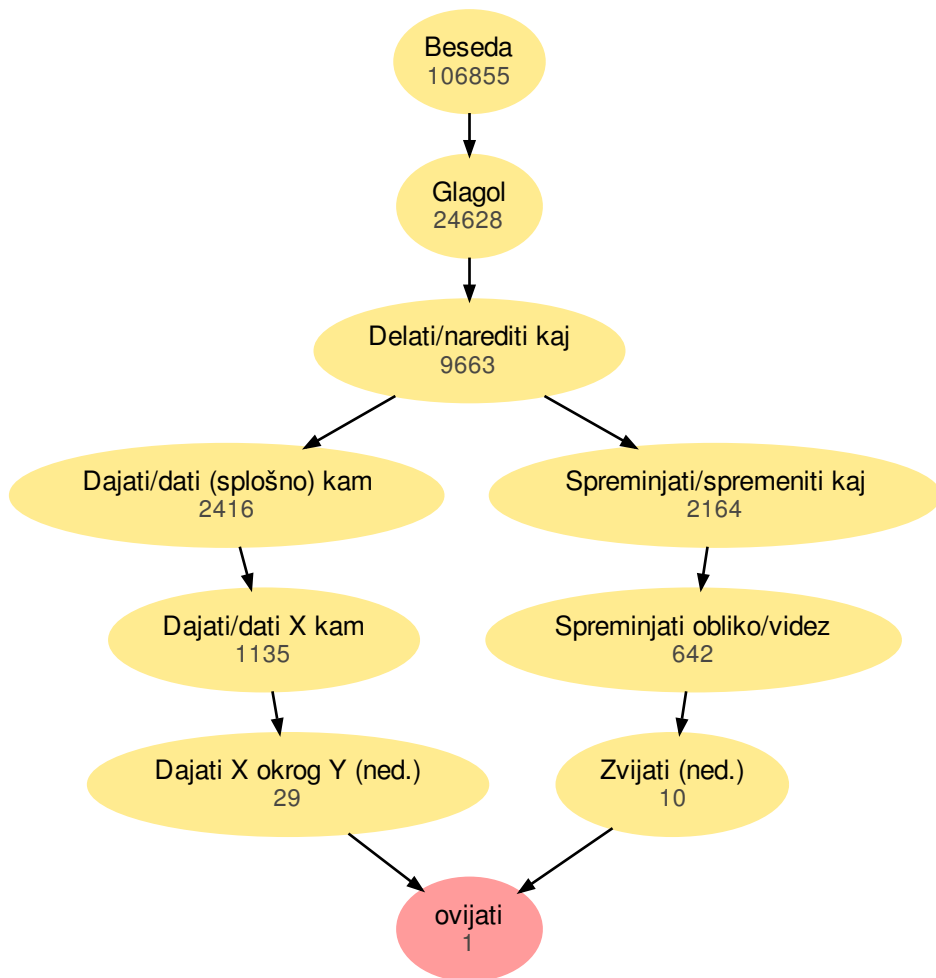 Beseda
106855
Glagol
24628
Delati/narediti kaj
9663
Dajati/dati (splošno) kam
2416
Spreminjati/spremeniti kaj
2164
Dajati/dati X kam
1135
Spreminjati obliko/videz
642
Dajati X okrog Y (ned.)
29
Zvijati (ned.)
10
ovijati
1